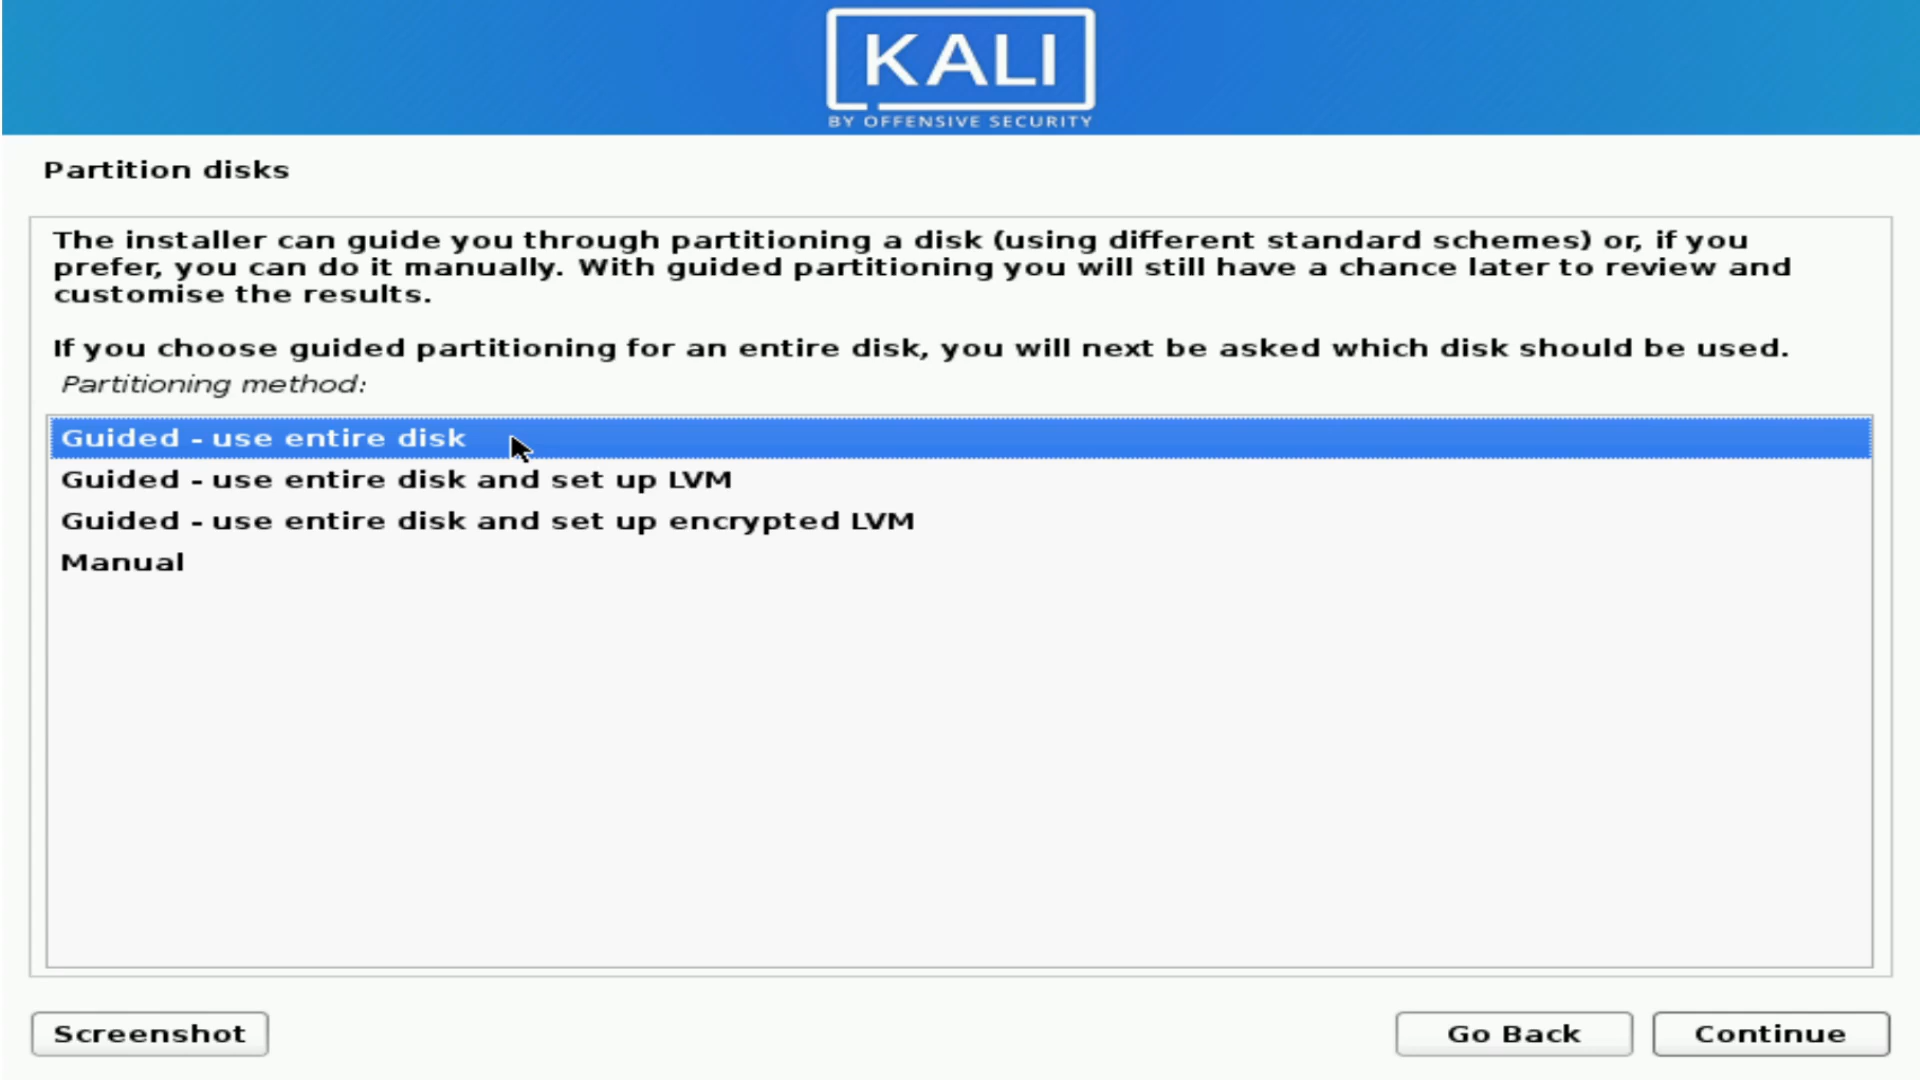 KALI
BY OFFENSIVE SECURITY
Partition disks
The installer can guide you through partitioning a disk (using different standard schemes) or, if you
prefer, you can do it manually. With guided partitioning you will still have a chance later to review and
customise the results.
If you choose guided partitioning for an entire disk, you will next be asked which disk should be used.
Partitioning method:
Guided - use entire disk
Guided - use entire disk and set up LVM
Guided - use entire disk and set up encrypted LVM
Manual
Screenshot
Go Back
Continue